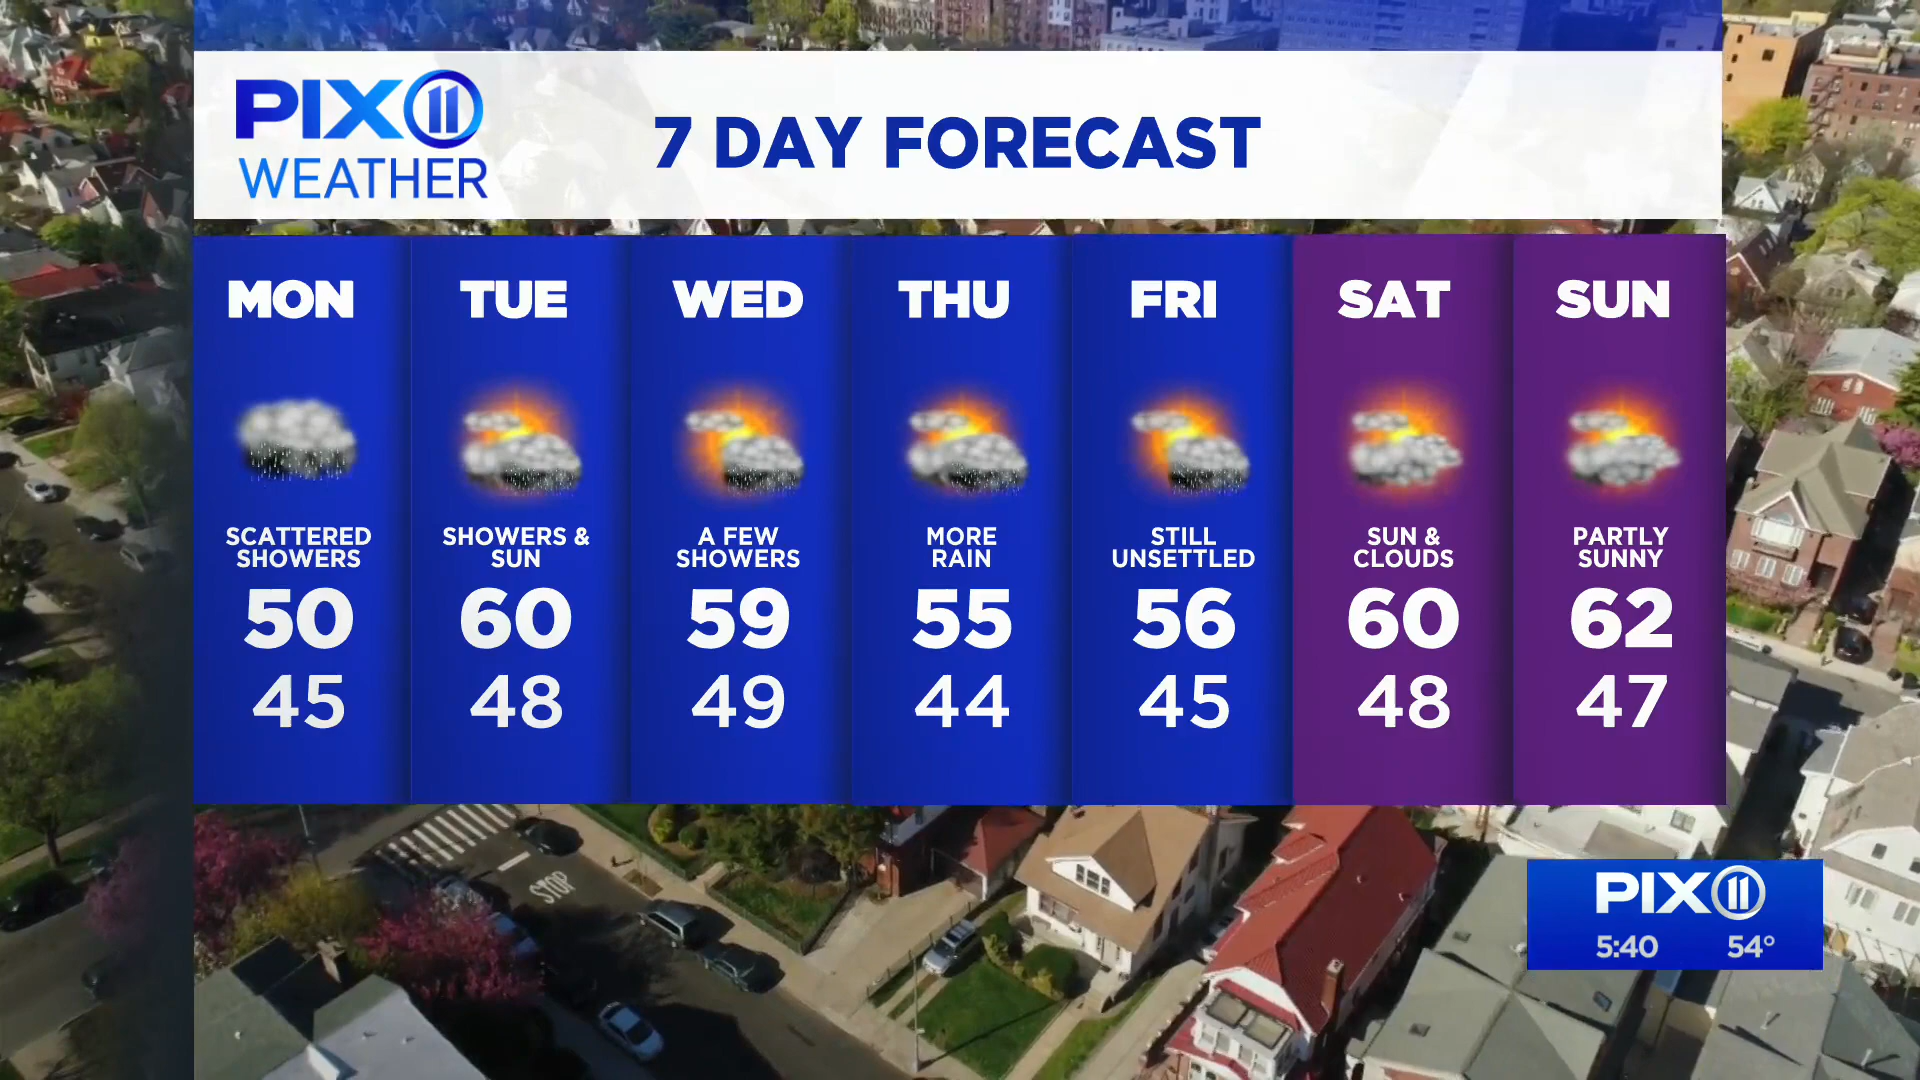 PIX11
WEATHER
7 DAY FORECAST
MON
TUE
WED
THU
FRI
SAT
SUN
SCATTERED
SHOWERS
SHOWERS &
SUN
A FEW
SHOWERS
MORE
RAIN
STILL
UNSETTLED
SUN &
CLOUDS
PARTLY
SUNNY
50
60
59
55
56
60
62
45
48
49
44
45
48
47
STOP
PIX11
5:40 54°